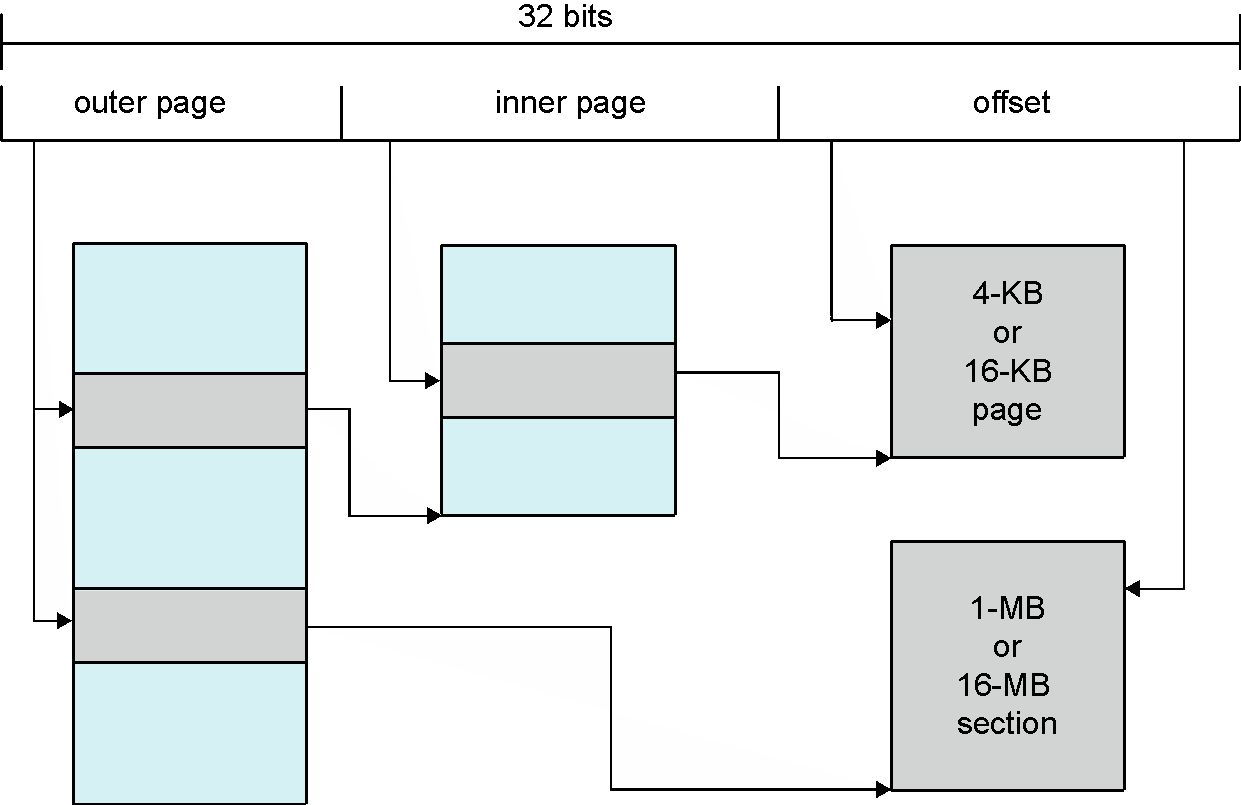 32 bits
outer page
inner page
offset
4-KB
or
16-KB
page
1-MB
or
16-MB
section